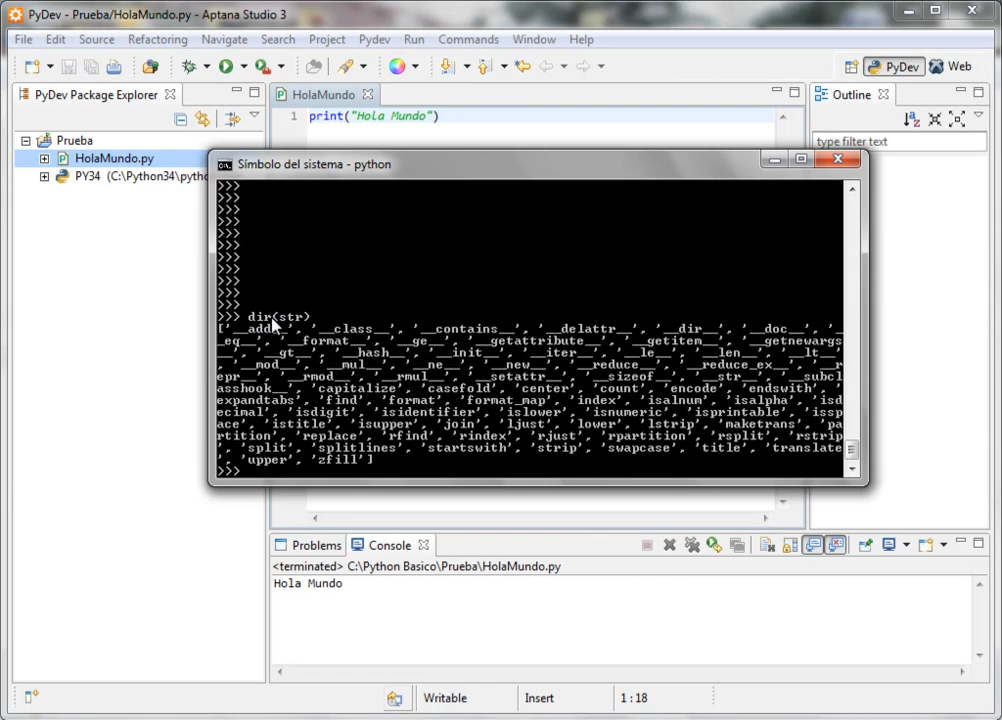 PyDev - Prueba/HolaMundo.py - Aptana Studio 3
File Edit Source Refactoring Navigate Search Project Pydev Run Commands Window Help
PyDev Web
PyDev Package Explorer
HolaMundo
Outline
1 print("Hola Mundo")
type filter text
Prueba
HolaMundo.py
PY34 (C:\Python34\pytho
Símbolo del sistema - python
>>>
>>>
>>>
>>>
>>>
>>>
>>>
>>>
>>>
>>>
>>>
>>> dir(str)
['__add__', '__class__', '__contains__', '__delattr__', '__dir__', '__doc__', '_
_eq__', '__format__', '__ge__', '__getattribute__', '__getitem__', '__getnewargs
__', '__gt__', '__hash__', '__init__', '__iter__', '__le__', '__len__', '__lt__'
, '__mod__', '__mul__', '__ne__', '__new__', '__reduce__', '__reduce_ex__', '__r
epr__', '__rmod__', '__rmul__', '__setattr__', '__sizeof__', '__str__', '__subcl
asshook__', 'capitalize', 'casefold', 'center', 'count', 'encode', 'endswith', '
expandtabs', 'find', 'format', 'format_map', 'index', 'isalnum', 'isalpha', 'isd
ecimal', 'isdigit', 'isidentifier', 'islower', 'isnumeric', 'isprintable', 'issp
ace', 'istitle', 'isupper', 'join', 'ljust', 'lower', 'lstrip', 'maketrans', 'pa
rtition', 'replace', 'rfind', 'rindex', 'rjust', 'rpartition', 'rsplit', 'rstrip
', 'split', 'splitlines', 'startswith', 'strip', 'swapcase', 'title', 'translate
', 'upper', 'zfill']
>>>
Problems Console
<terminated> C:\Python Basico\Prueba\HolaMundo.py
Hola Mundo
Writable Insert 1 : 18